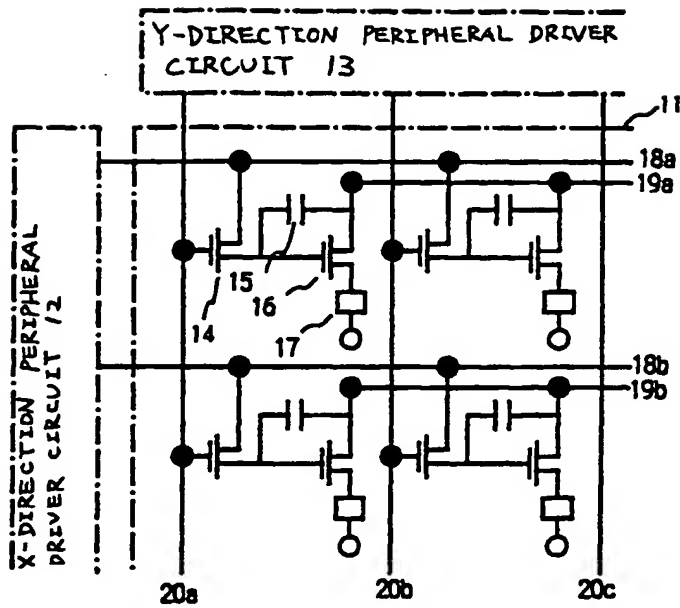 Y-DIRECTION PERIPHERAL DRIVER
CIRCUIT 13
11
18a
19a
15
16
14
17
X-DIRECTION PERIPHERAL
DRIVER CIRCUIT 12
18b
19b
20a
20b
20c